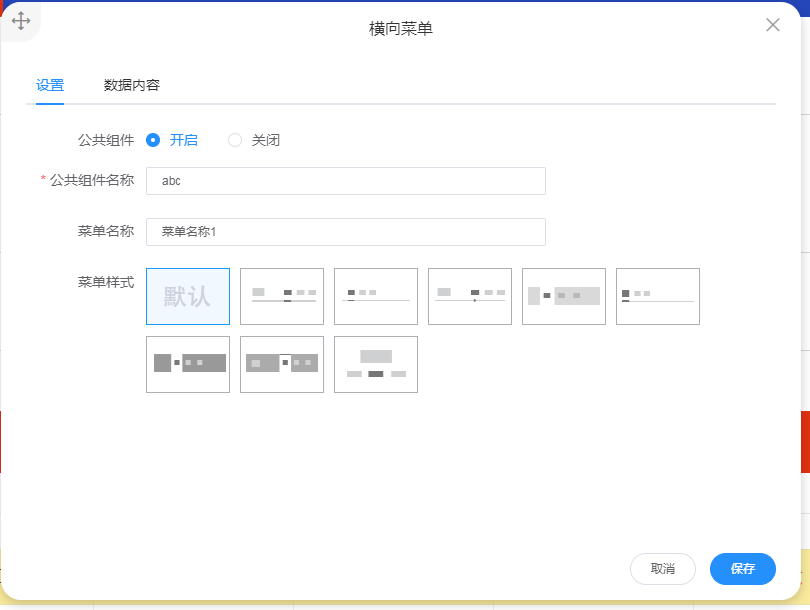 横向菜单
设置 数据内容
公共组件 开启 关闭
* 公共组件名称 abc
菜单名称 菜单名称1
菜单样式 默认
取消 保存